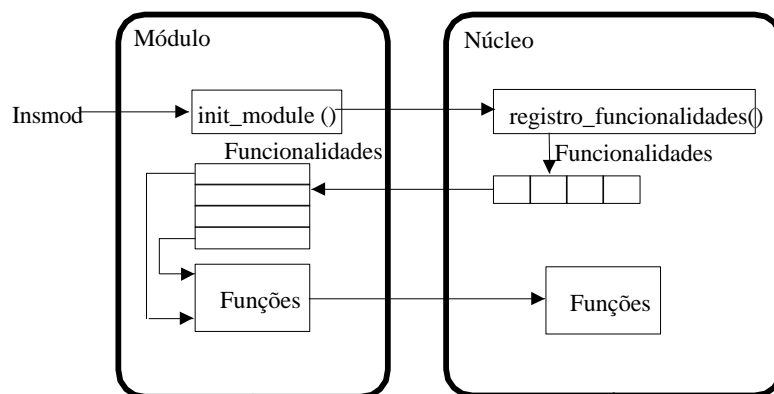 Módulo
Núcleo
Insmod
init_module ()
registro_funcionalidades()
Funcionalidades
Funcionalidades
Funções
Funções